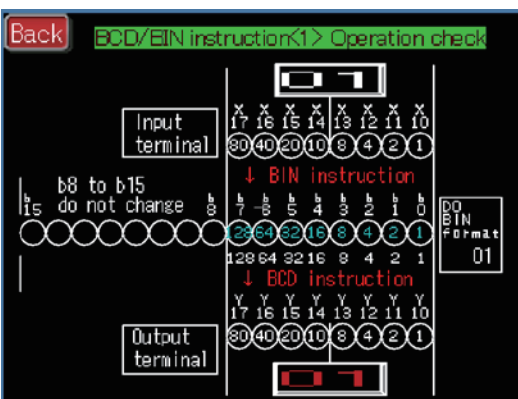 Back
BCD/BIN instruction<1> Operation check
Input
terminal
X X X X X X X X
17 16 15 14 13 12 11 10
80 40 20 10 8 4 2 1
↓ BIN instruction
b8 to b15
do not change
b b b b b b b b b b
15 8 7 6 5 4 3 2 1 0
128 64 32 16 8 4 2 1
128 64 32 16 8 4 2 1
D0
BIN
format
01
↓ BCD instruction
Y Y Y Y Y Y Y Y
17 16 15 14 13 12 11 10
80 40 20 10 8 4 2 1
Output
terminal